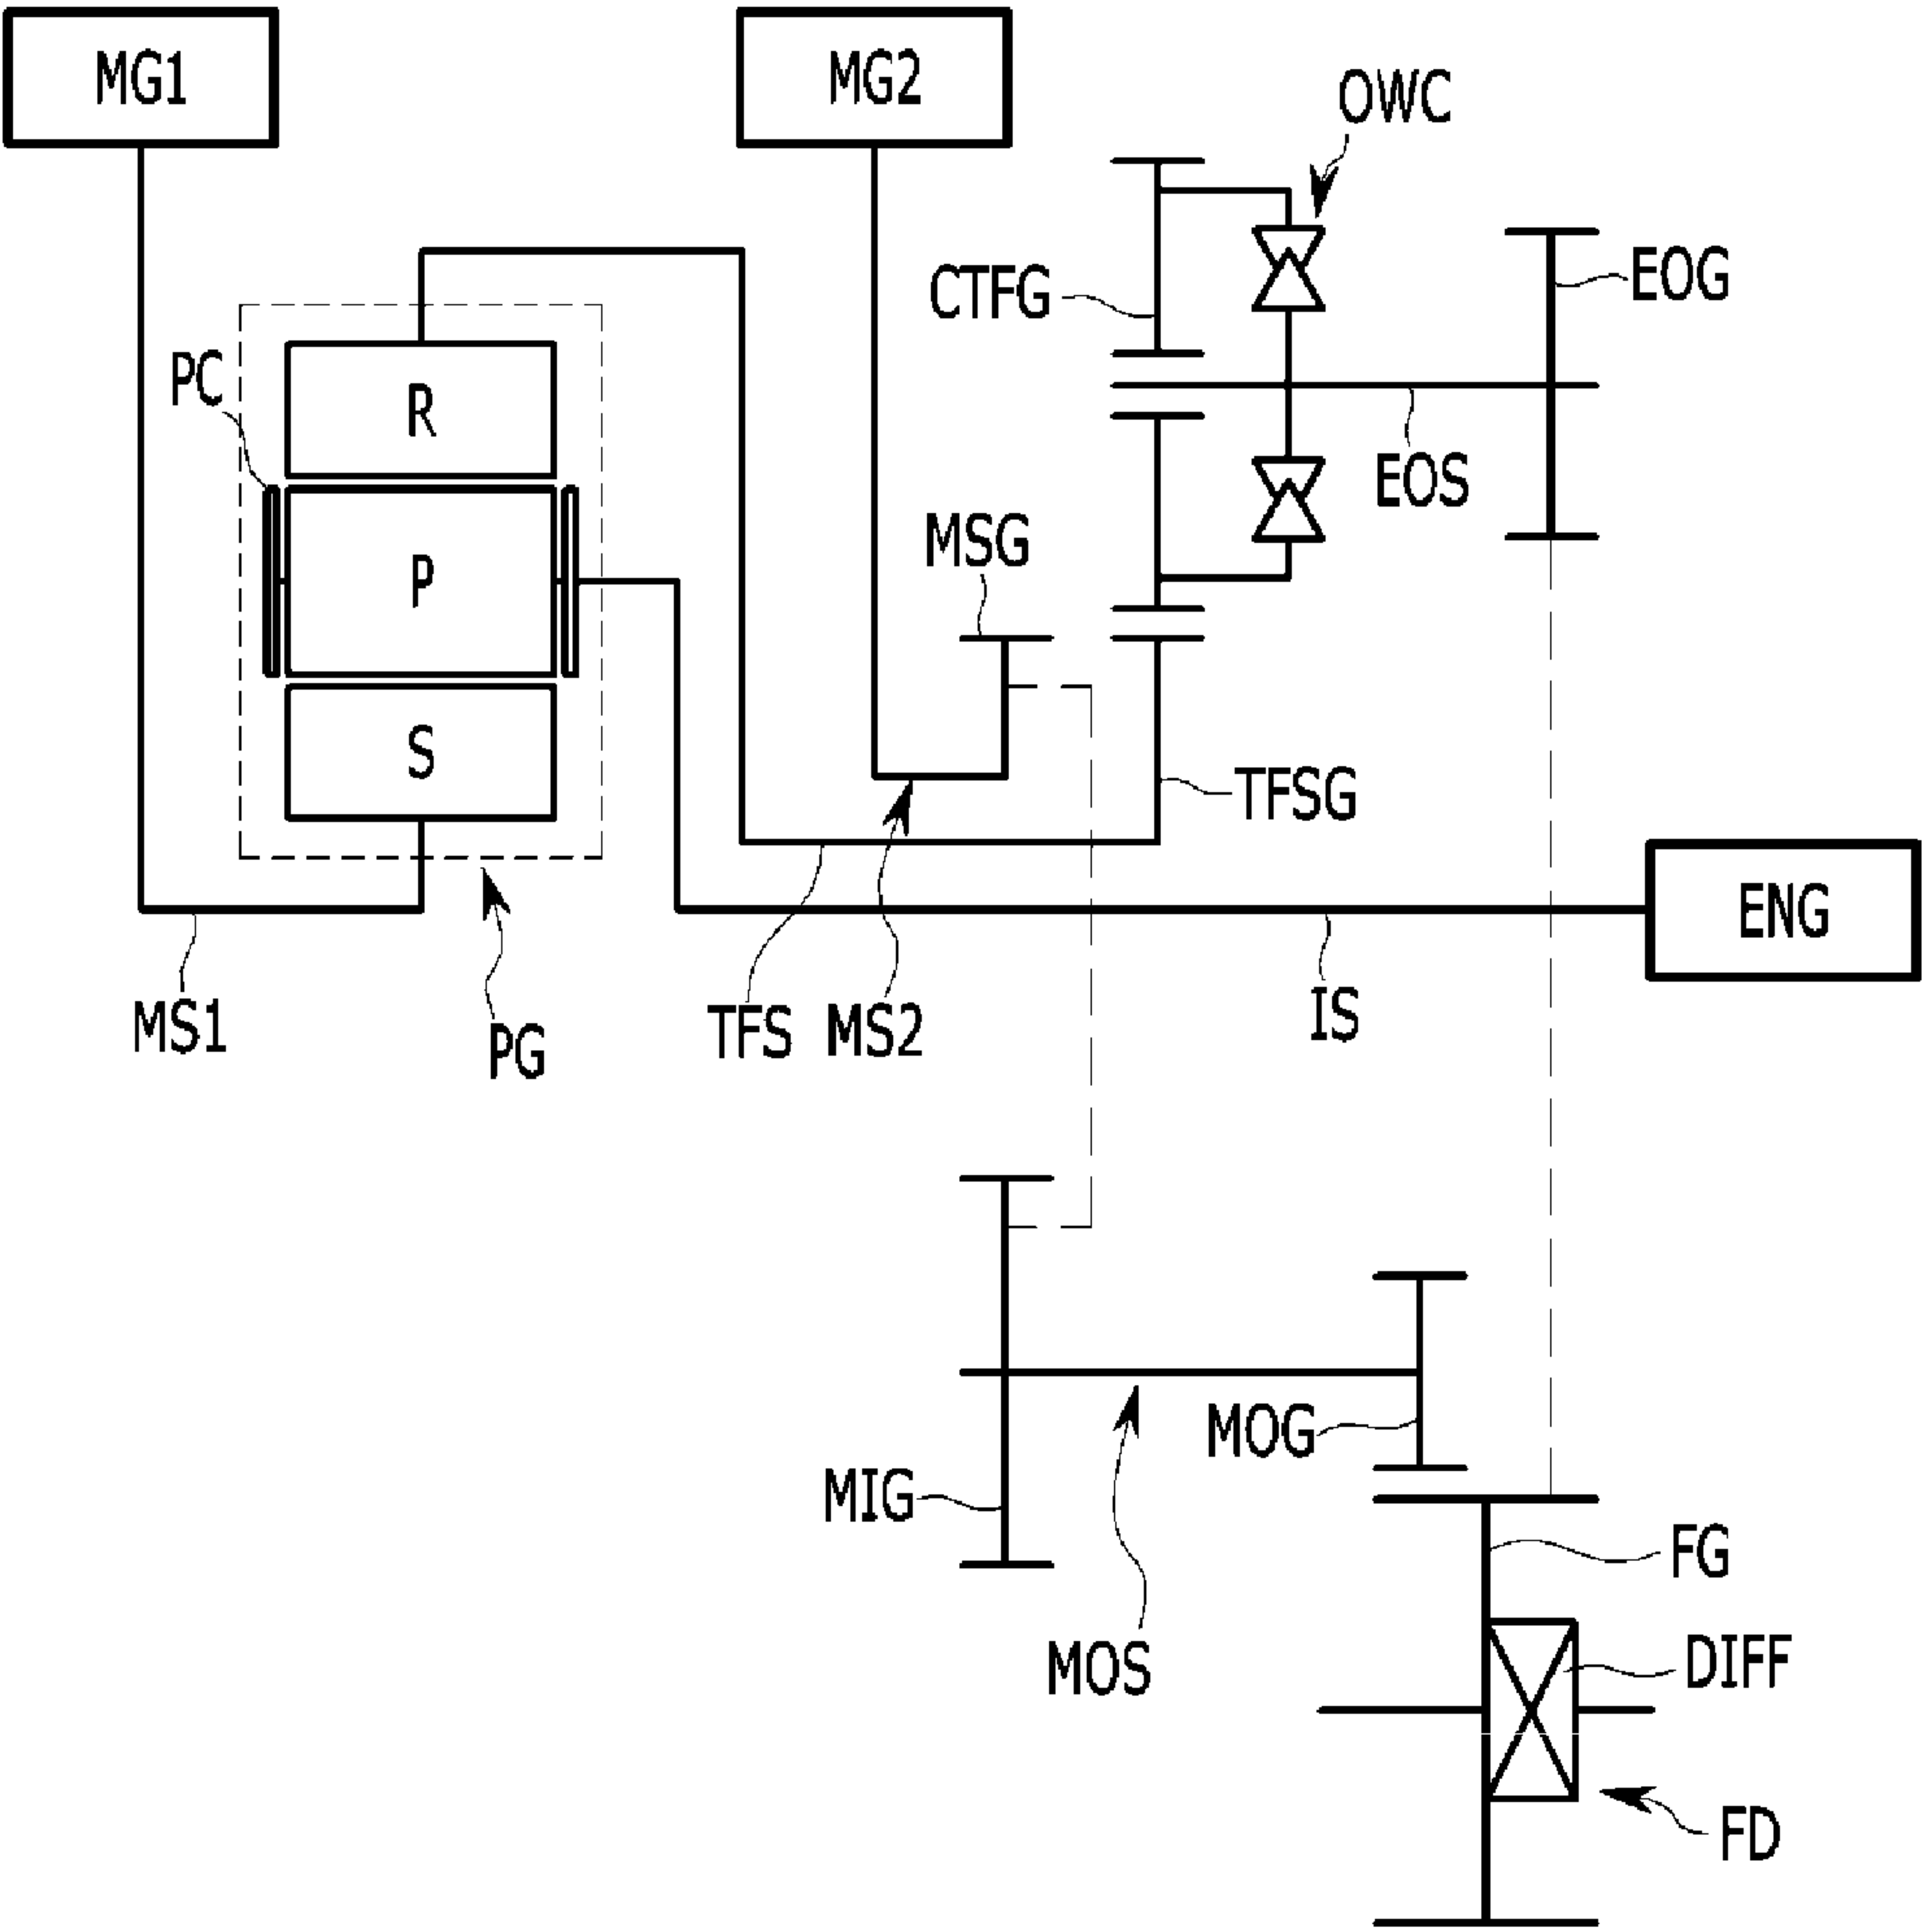 MG1
MG2
OWC
CTFG
EOG
PC
R
EOS
MSG
P
S
TFSG
ENG
MS1
PG
TFS
MS2
IS
MOG
MIG
FG
MOS
DIFF
FD